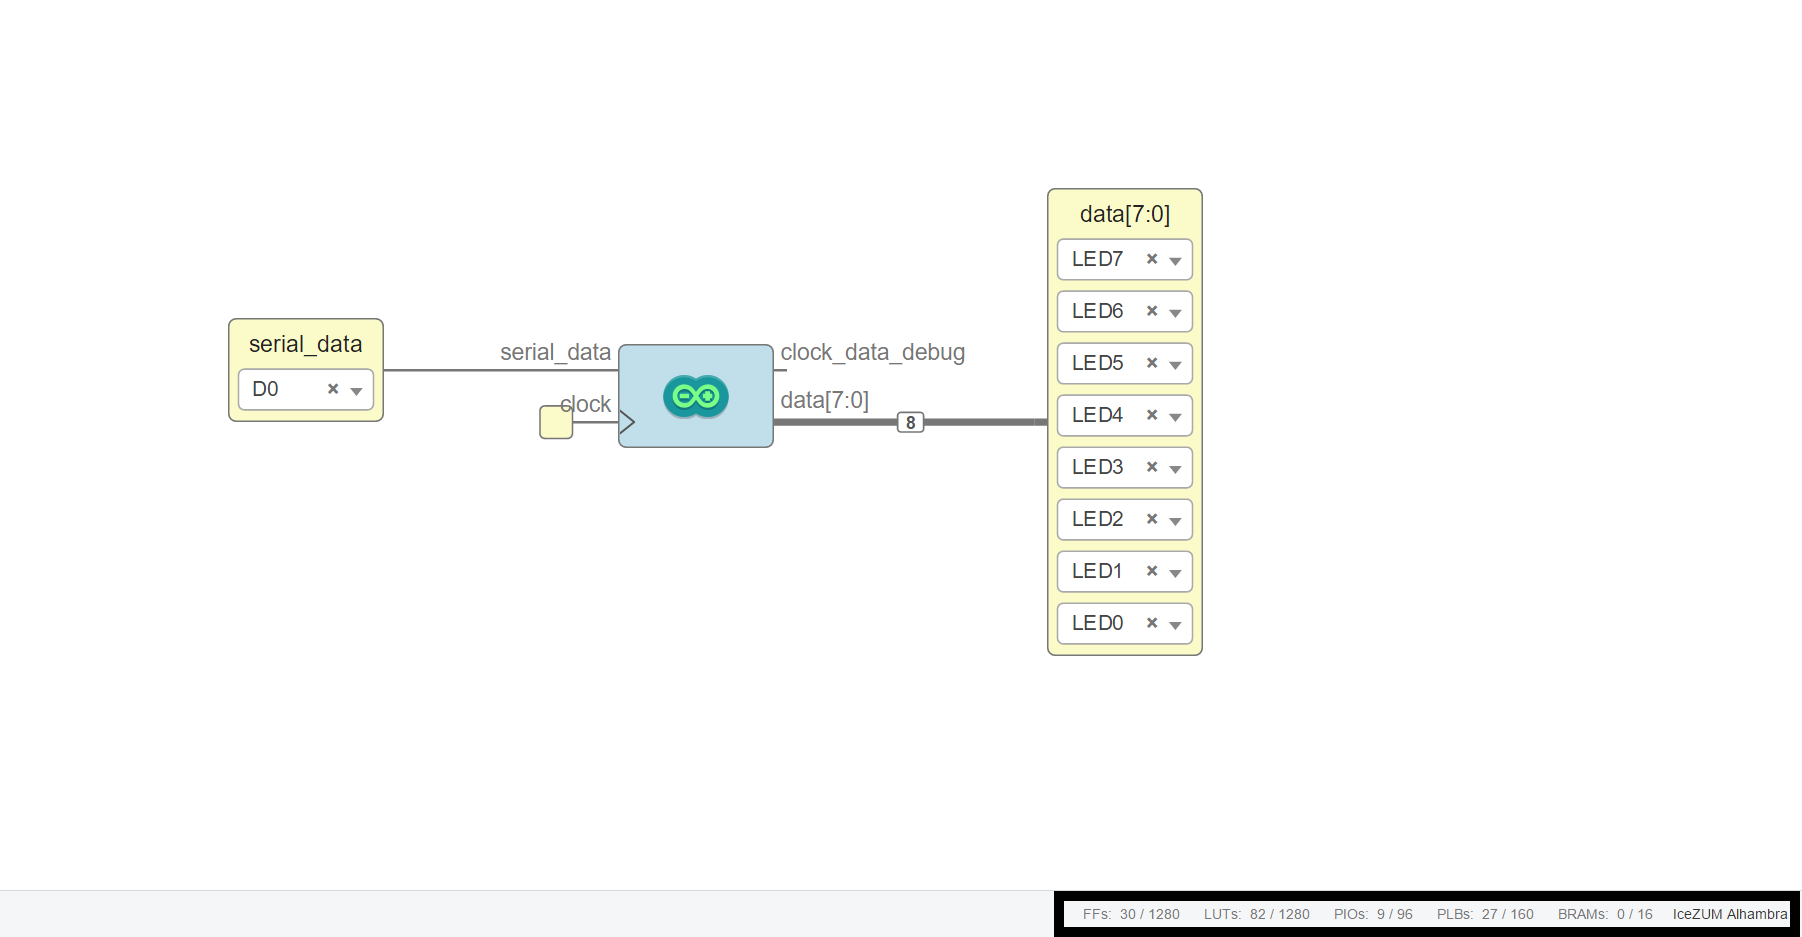 data[7:0]
LED7 ×
LED6 ×
LED5 ×
LED4 ×
LED3 ×
LED2 ×
LED1 ×
LED0 ×
serial_data
D0 ×
serial_data
clock
clock_data_debug
data[7:0]
8
FFs: 30 / 1280 LUTs: 82 / 1280 PIOs: 9 / 96 PLBs: 27 / 160 BRAMs: 0 / 16 IceZUM Alhambra